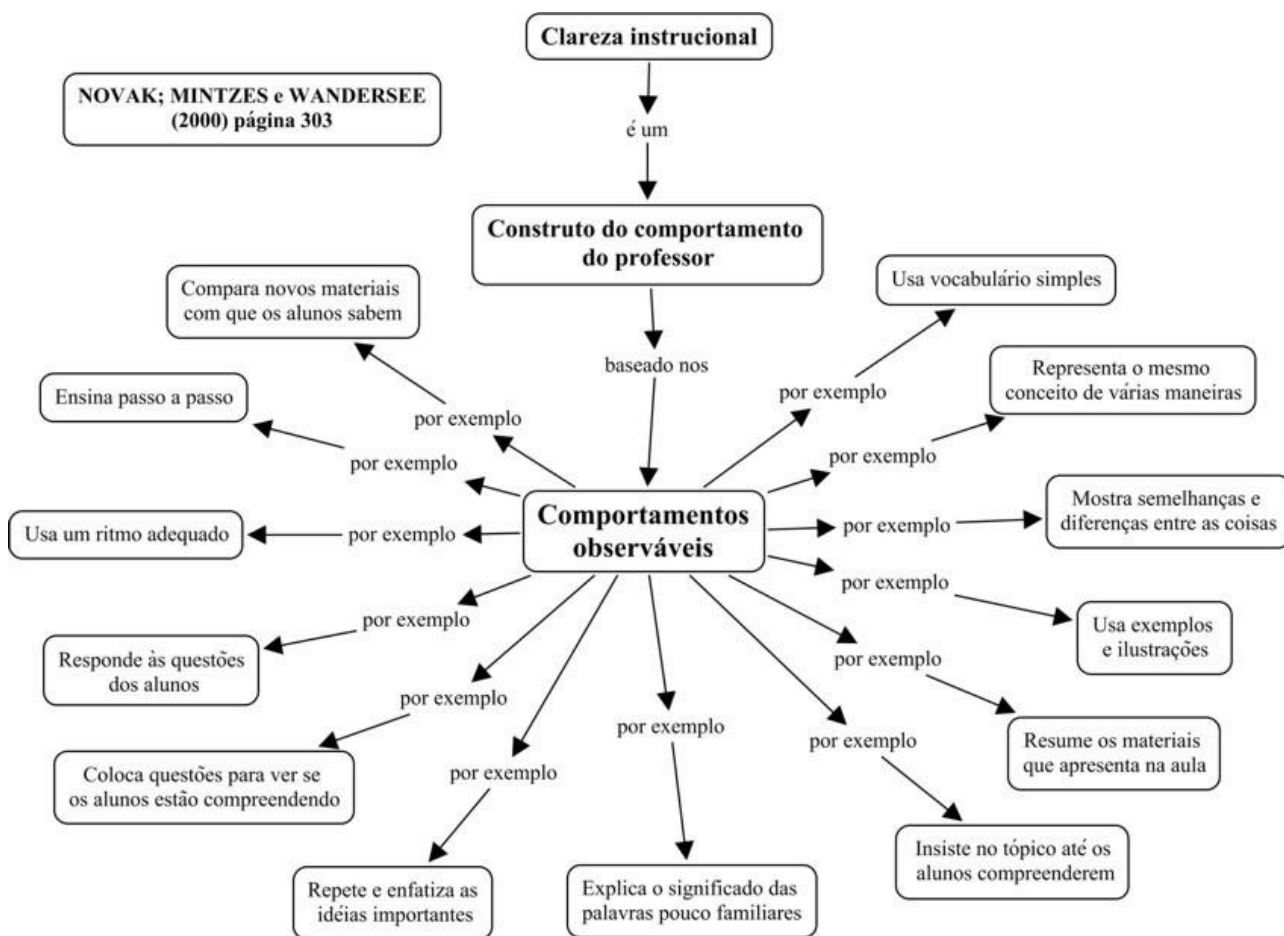 Clareza instrucional
NOVAK; MINTZES e WANDERSEE
(2000) página 303
é um
Construto do comportamento
do professor
baseado nos
Comportamentos
observáveis
por exemplo
Compara novos materiais
com que os alunos sabem
por exemplo
Ensina passo a passo
por exemplo
Usa um ritmo adequado
por exemplo
Responde às questões
dos alunos
por exemplo
Coloca questões para ver se
os alunos estão compreendendo
por exemplo
Repete e enfatiza as
idéias importantes
por exemplo
Explica o significado das
palavras pouco familiares
por exemplo
Insiste no tópico até os
alunos compreenderem
por exemplo
Resume os materiais
que apresenta na aula
por exemplo
Usa exemplos
e ilustrações
por exemplo
Mostra semelhanças e
diferenças entre as coisas
por exemplo
Representa o mesmo
conceito de várias maneiras
por exemplo
Usa vocabulário simples